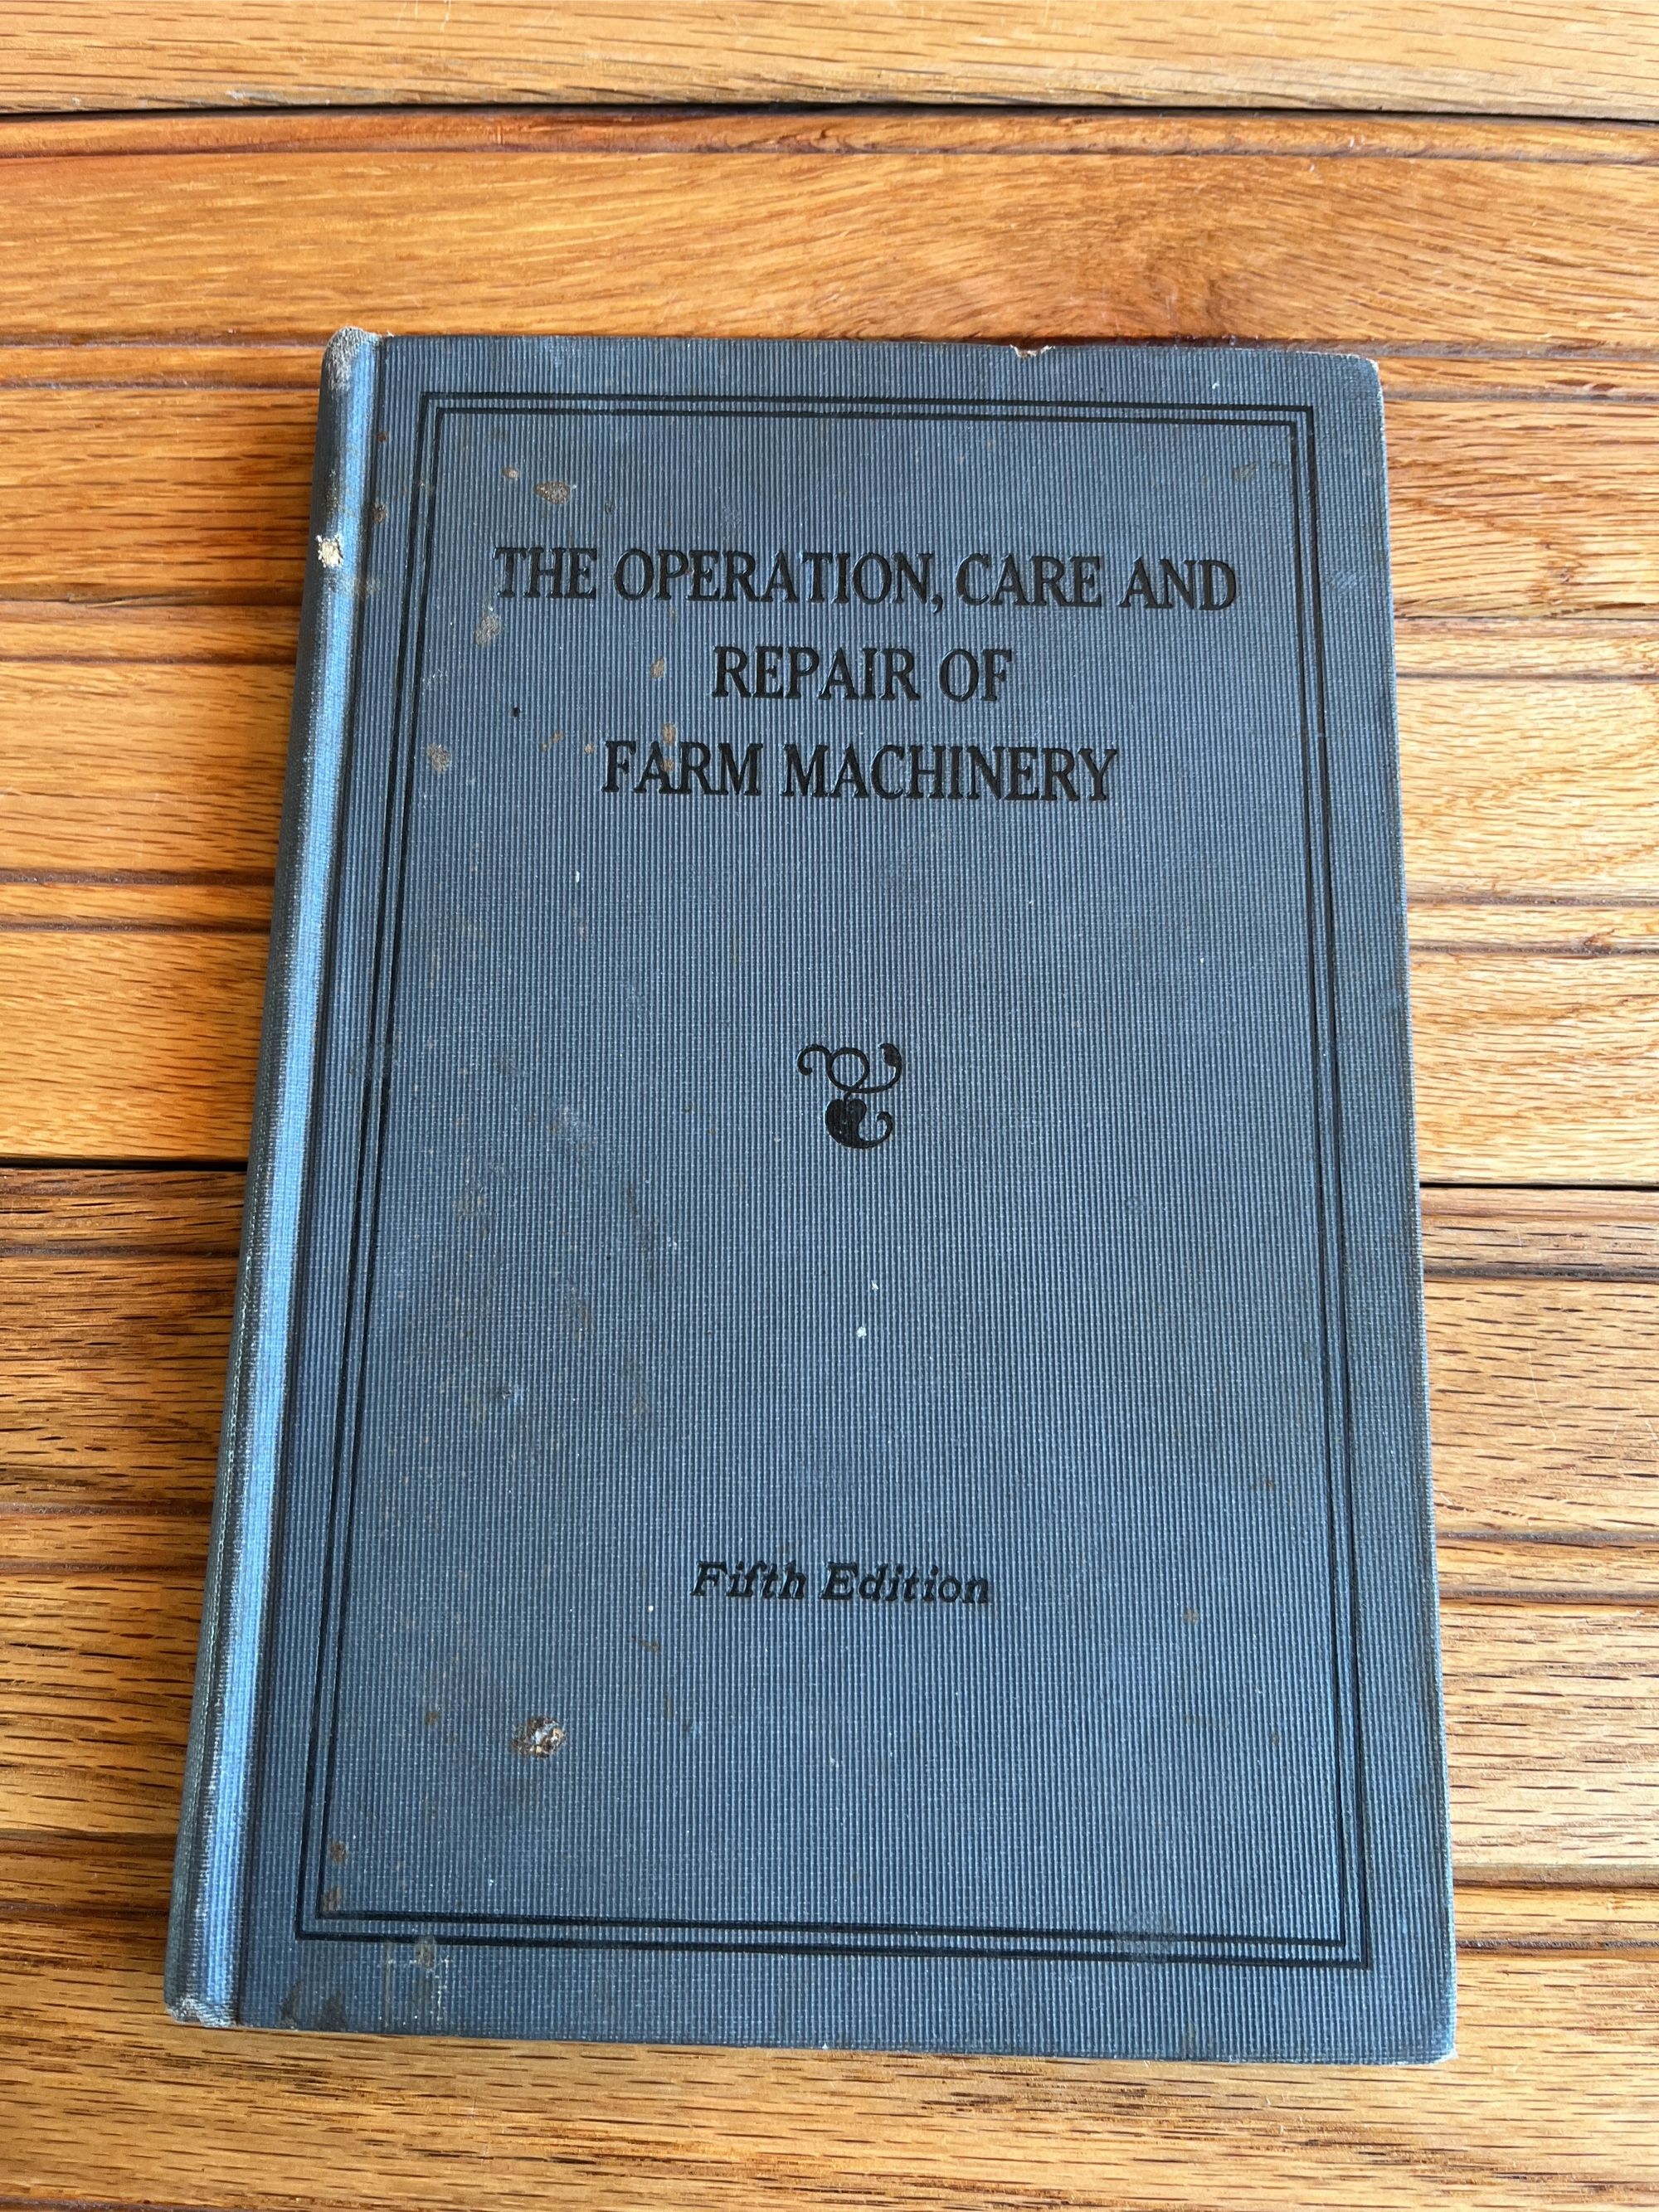 THE OPERATION, CARE AND
REPAIR OF
FARM MACHINERY
Fifth Edition